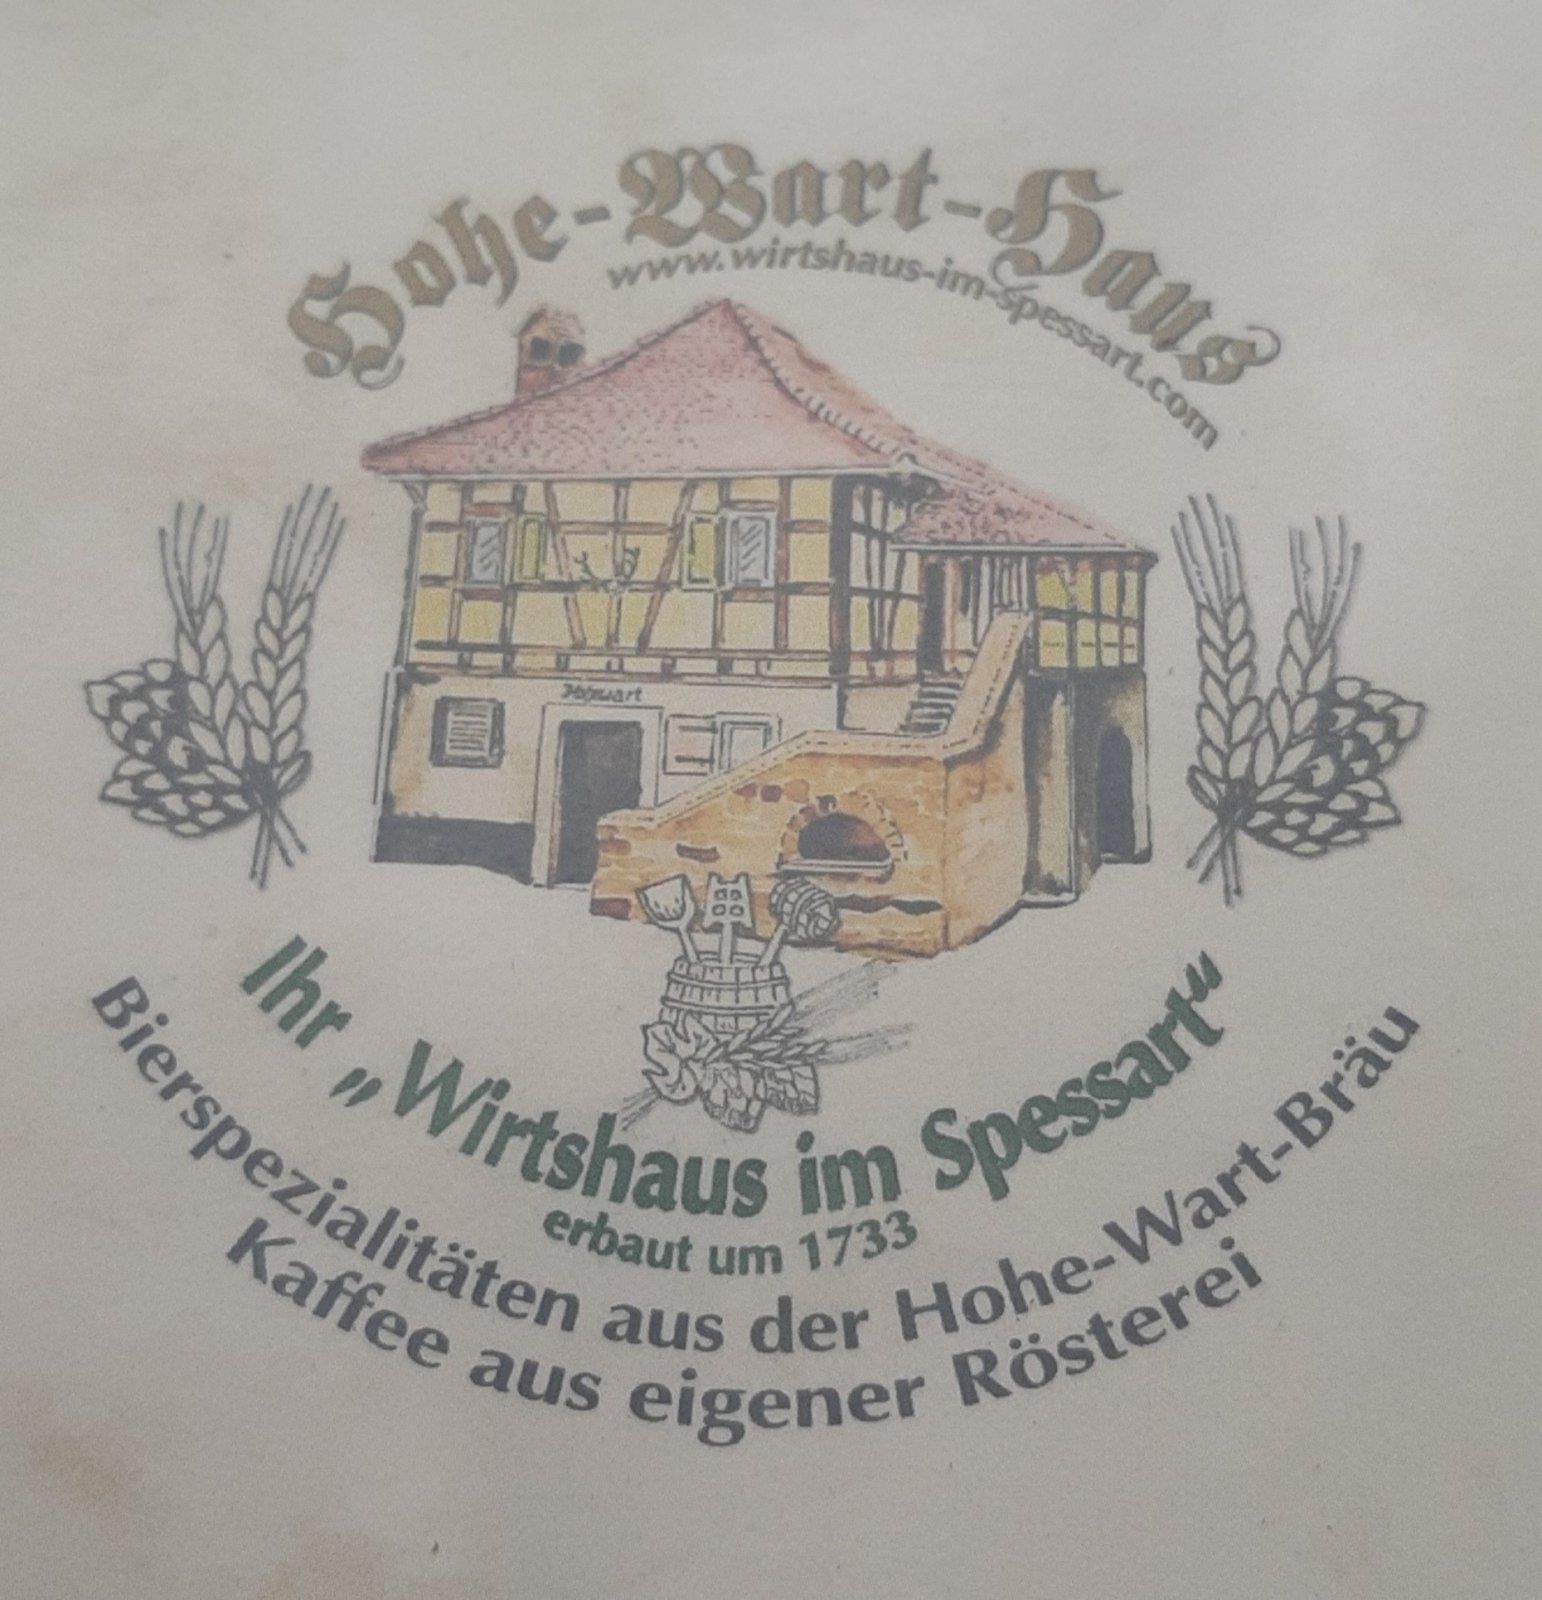 Hohe-Wart-Haus
www.wirtshaus-im-spessart.com
Ihr „Wirtshaus im Spessart“
erbaut um 1733
Bierspezialitäten aus der Hohe-Wart-Bräu
Kaffee aus eigener Rösterei